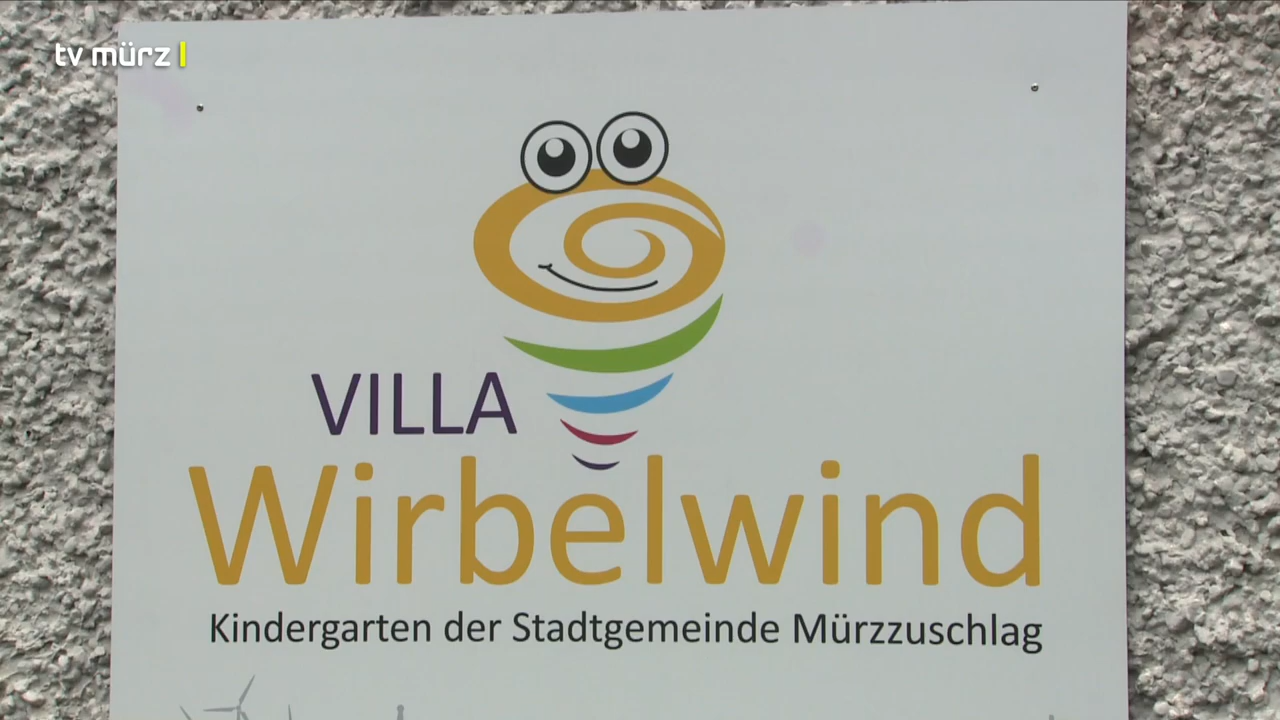 tv mürz
VILLA
Wirbelwind
Kindergarten der Stadtgemeinde Mürzzuschlag